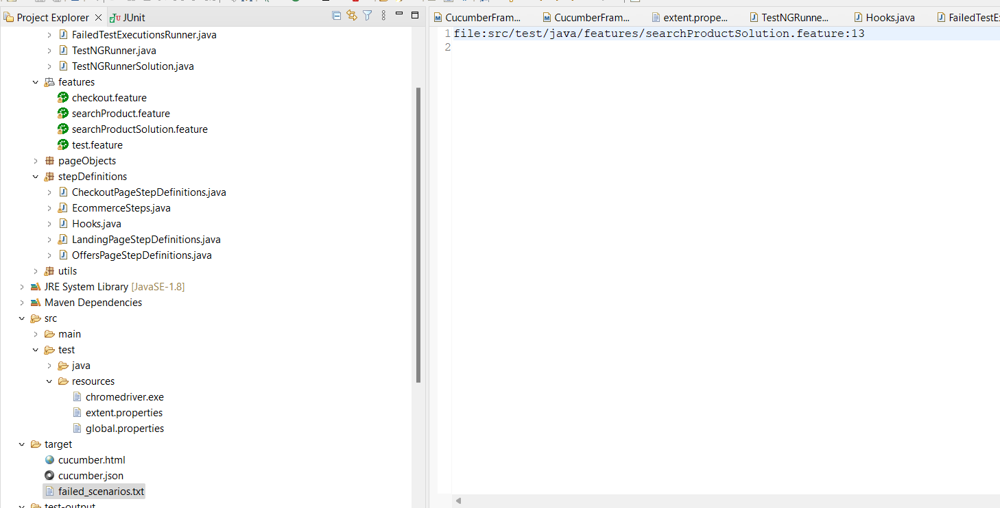 Project Explorer JUnit
FailedTestExecutionsRunner.java
TestNGRunner.java
TestNGRunnerSolution.java
features
checkout.feature
searchProduct.feature
searchProductSolution.feature
test.feature
pageObjects
stepDefinitions
CheckoutPageStepDefinitions.java
EcommerceSteps.java
Hooks.java
LandingPageStepDefinitions.java
OffersPageStepDefinitions.java
utils
JRE System Library [JavaSE-1.8]
Maven Dependencies
src
main
test
java
resources
chromedriver.exe
extent.properties
global.properties
target
cucumber.html
cucumber.json
failed_scenarios.txt
test-output
CucumberFram... CucumberFram... extent.prope... TestNGRunne... Hooks.java FailedTestE
1 file:src/test/java/features/searchProductSolution.feature:13
2